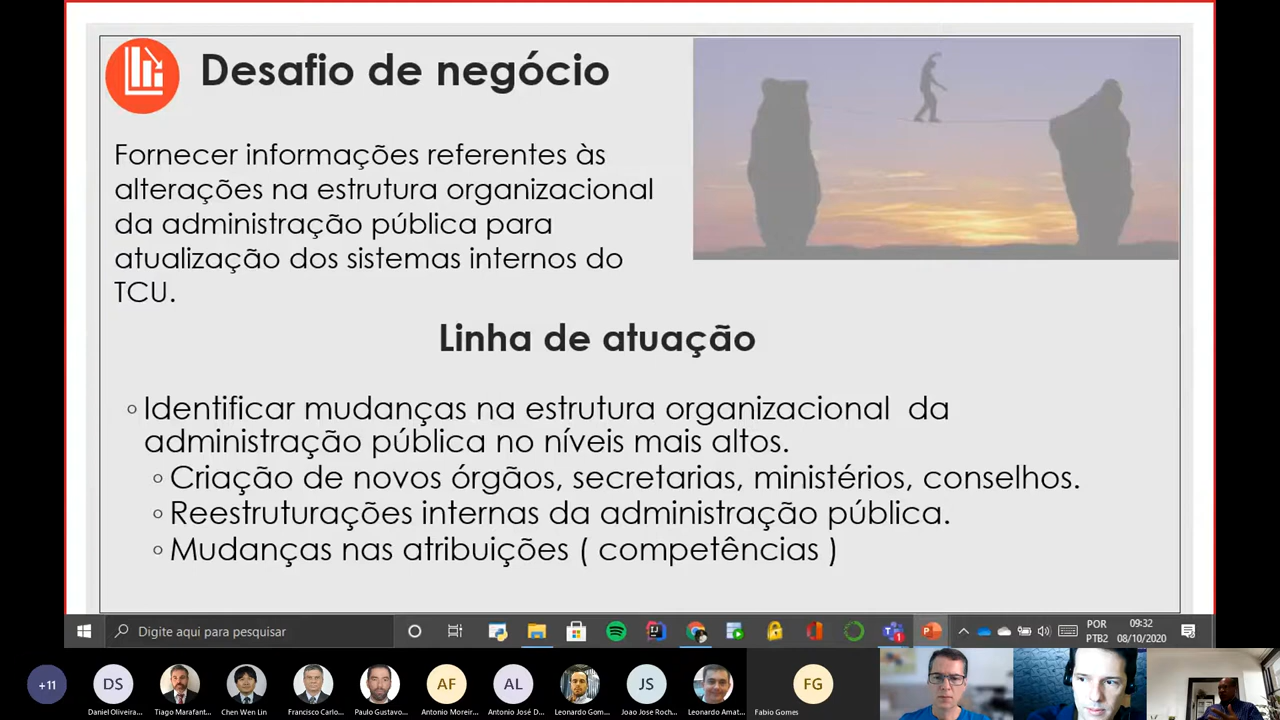 Desafio de negócio
Fornecer informações referentes às
alterações na estrutura organizacional
da administração pública para
atualização dos sistemas internos do
TCU.
Linha de atuação
◦ Identificar mudanças na estrutura organizacional da
administração pública no níveis mais altos.
◦ Criação de novos órgãos, secretarias, ministérios, conselhos.
◦ Reestruturações internas da administração pública.
◦ Mudanças nas atribuições ( competências )
Digite aqui para pesquisar
POR
PTB2
09:32
08/10/2020
+11
DS
AF
AL
JS
FG
Daniel Oliveira...
Tiago Marafant...
Chen Wen Lin
Francisco Carlo...
Paulo Gustavo...
Antonio Moreir...
Antonio José D...
Leonardo Gom...
Joao Jose Roch...
Leonardo Amat...
Fabio Gomes